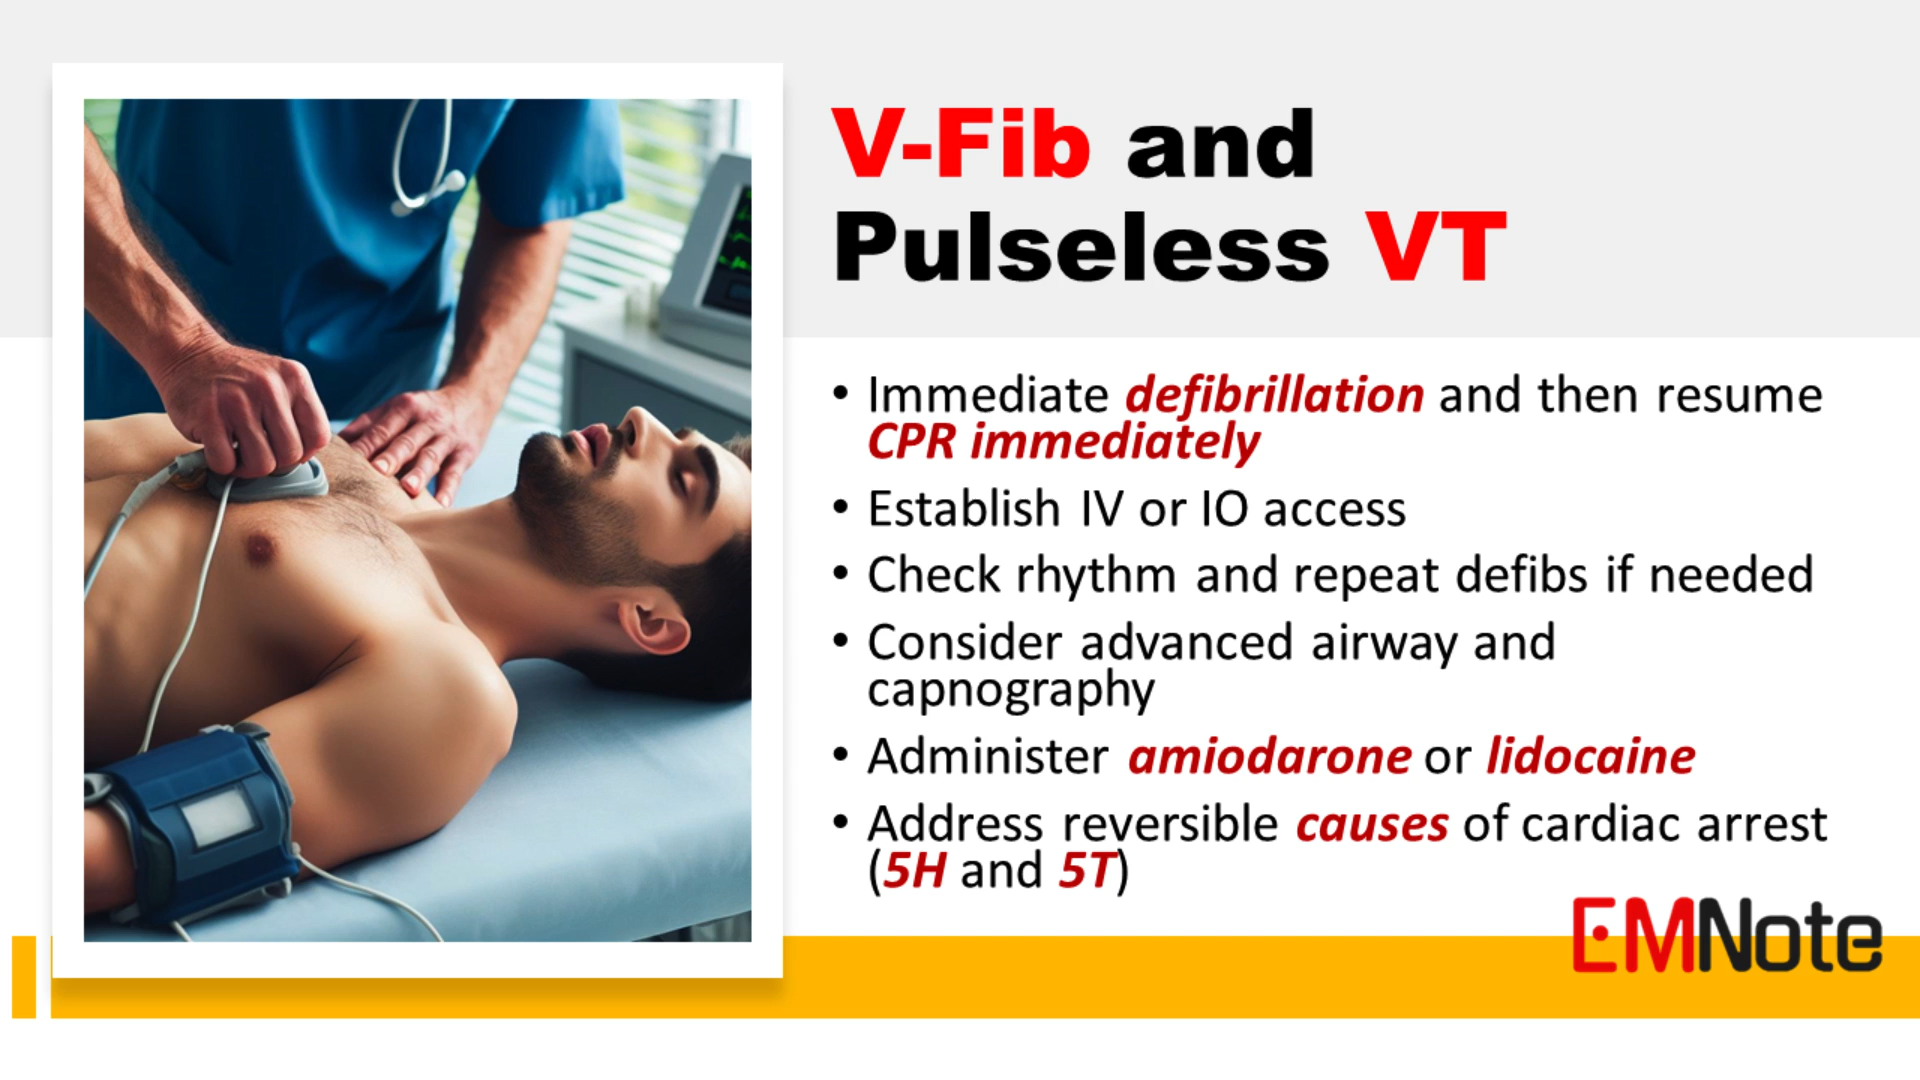 V-Fib and
Pulseless VT
• Immediate defibrillation and then resume
CPR immediately
• Establish IV or IO access
• Check rhythm and repeat defibs if needed
• Consider advanced airway and
capnography
• Administer amiodarone or lidocaine
• Address reversible causes of cardiac arrest
(5H and 5T)
EMNote